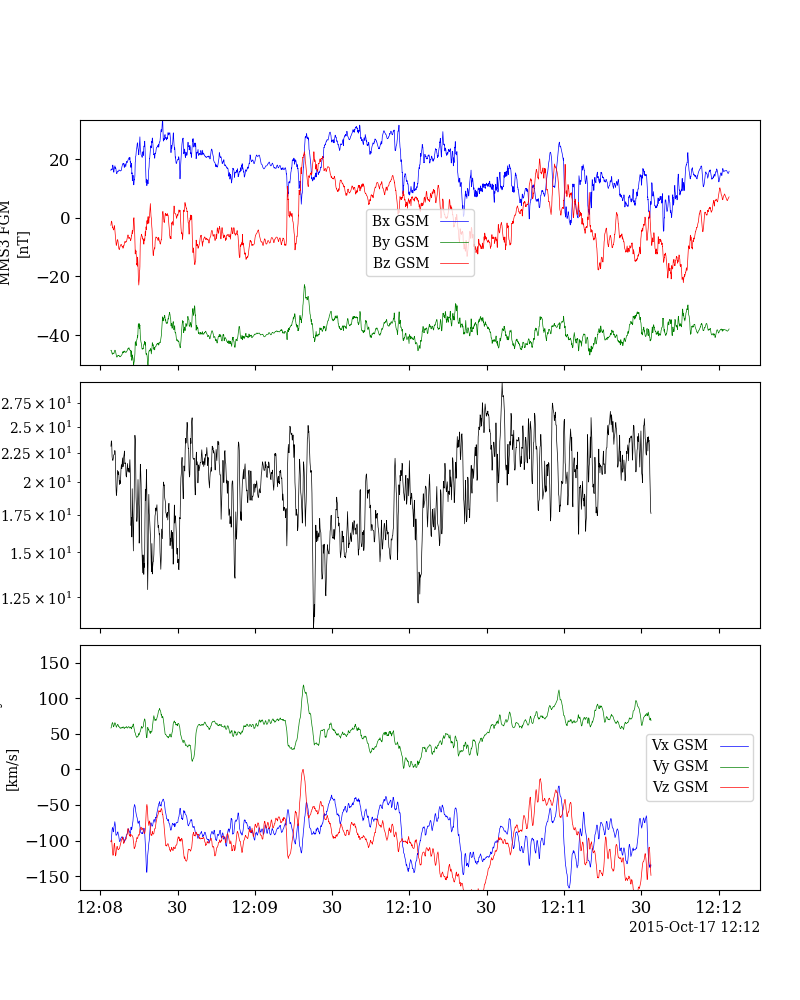 MMS3 FGM
[nT]
20
0
−20
−40
Bx GSM
By GSM
Bz GSM
2.75 × 10¹
2.5 × 10¹
2.25 × 10¹
2 × 10¹
1.75 × 10¹
1.5 × 10¹
1.25 × 10¹
[km/s]
150
100
50
0
−50
−100
−150
Vx GSM
Vy GSM
Vz GSM
12:08 30 12:09 30 12:10 30 12:11 30 12:12
2015-Oct-17 12:12